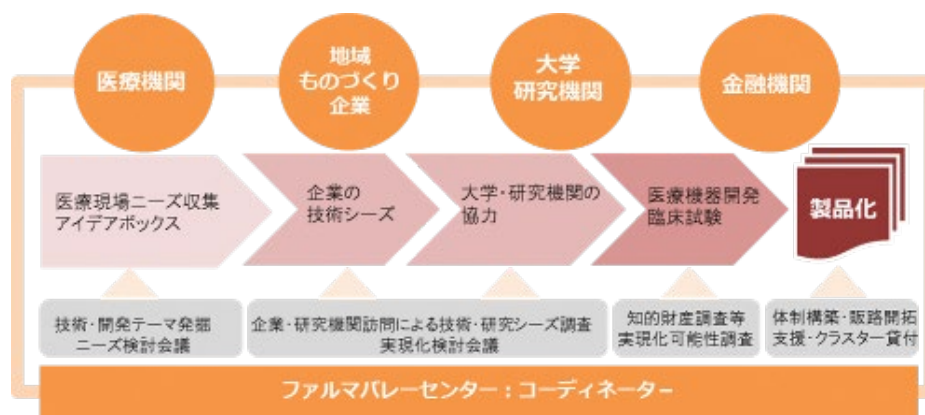 医療機関
地域
ものづくり
企業
大学
研究機関
金融機関
医療現場ニーズ収集
アイデアボックス
企業の
技術シーズ
大学・研究機関の
協力
医療機器開発
臨床試験
製品化
技術・開発テーマ発掘
ニーズ検討会議
企業・研究機関訪問による技術・研究シーズ調査
実現化検討会議
知的財産調査等
実現化可能性調査
体制構築・販路開拓
支援・クラスター貸付
ファルマバレーセンター：コーディネーター